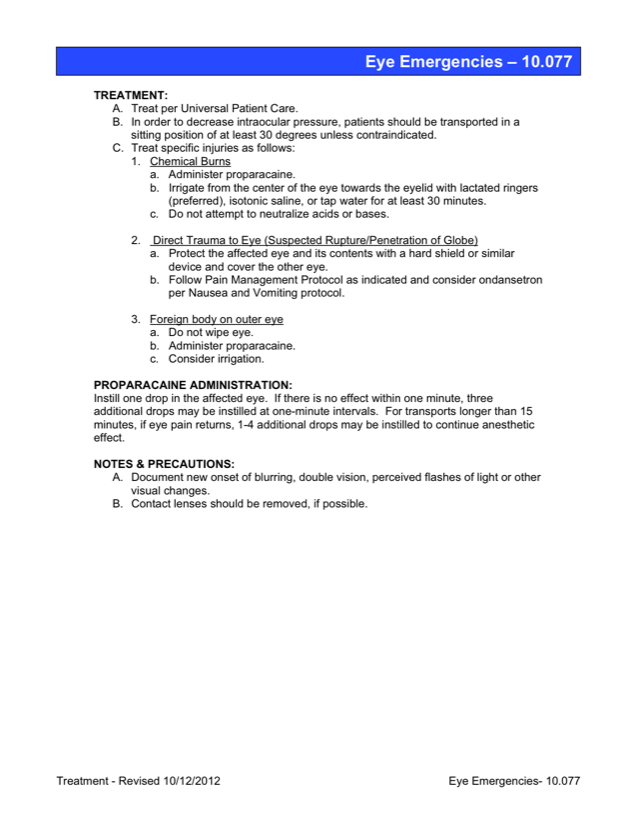 Eye Emergencies – 10.077
TREATMENT:
A. Treat per Universal Patient Care.
B. In order to decrease intraocular pressure, patients should be transported in a
sitting position of at least 30 degrees unless contraindicated.
C. Treat specific injuries as follows:
1. Chemical Burns
a. Administer proparacaine.
b. Irrigate from the center of the eye towards the eyelid with lactated ringers
(preferred), isotonic saline, or tap water for at least 30 minutes.
c. Do not attempt to neutralize acids or bases.
2. Direct Trauma to Eye (Suspected Rupture/Penetration of Globe)
a. Protect the affected eye and its contents with a hard shield or similar
device and cover the other eye.
b. Follow Pain Management Protocol as indicated and consider ondansetron
per Nausea and Vomiting protocol.
3. Foreign body on outer eye
a. Do not wipe eye.
b. Administer proparacaine.
c. Consider irrigation.
PROPARACAINE ADMINISTRATION:
Instill one drop in the affected eye. If there is no effect within one minute, three
additional drops may be instilled at one-minute intervals. For transports longer than 15
minutes, if eye pain returns, 1-4 additional drops may be instilled to continue anesthetic
effect.
NOTES & PRECAUTIONS:
A. Document new onset of blurring, double vision, perceived flashes of light or other
visual changes.
B. Contact lenses should be removed, if possible.
Treatment - Revised 10/12/2012 Eye Emergencies- 10.077